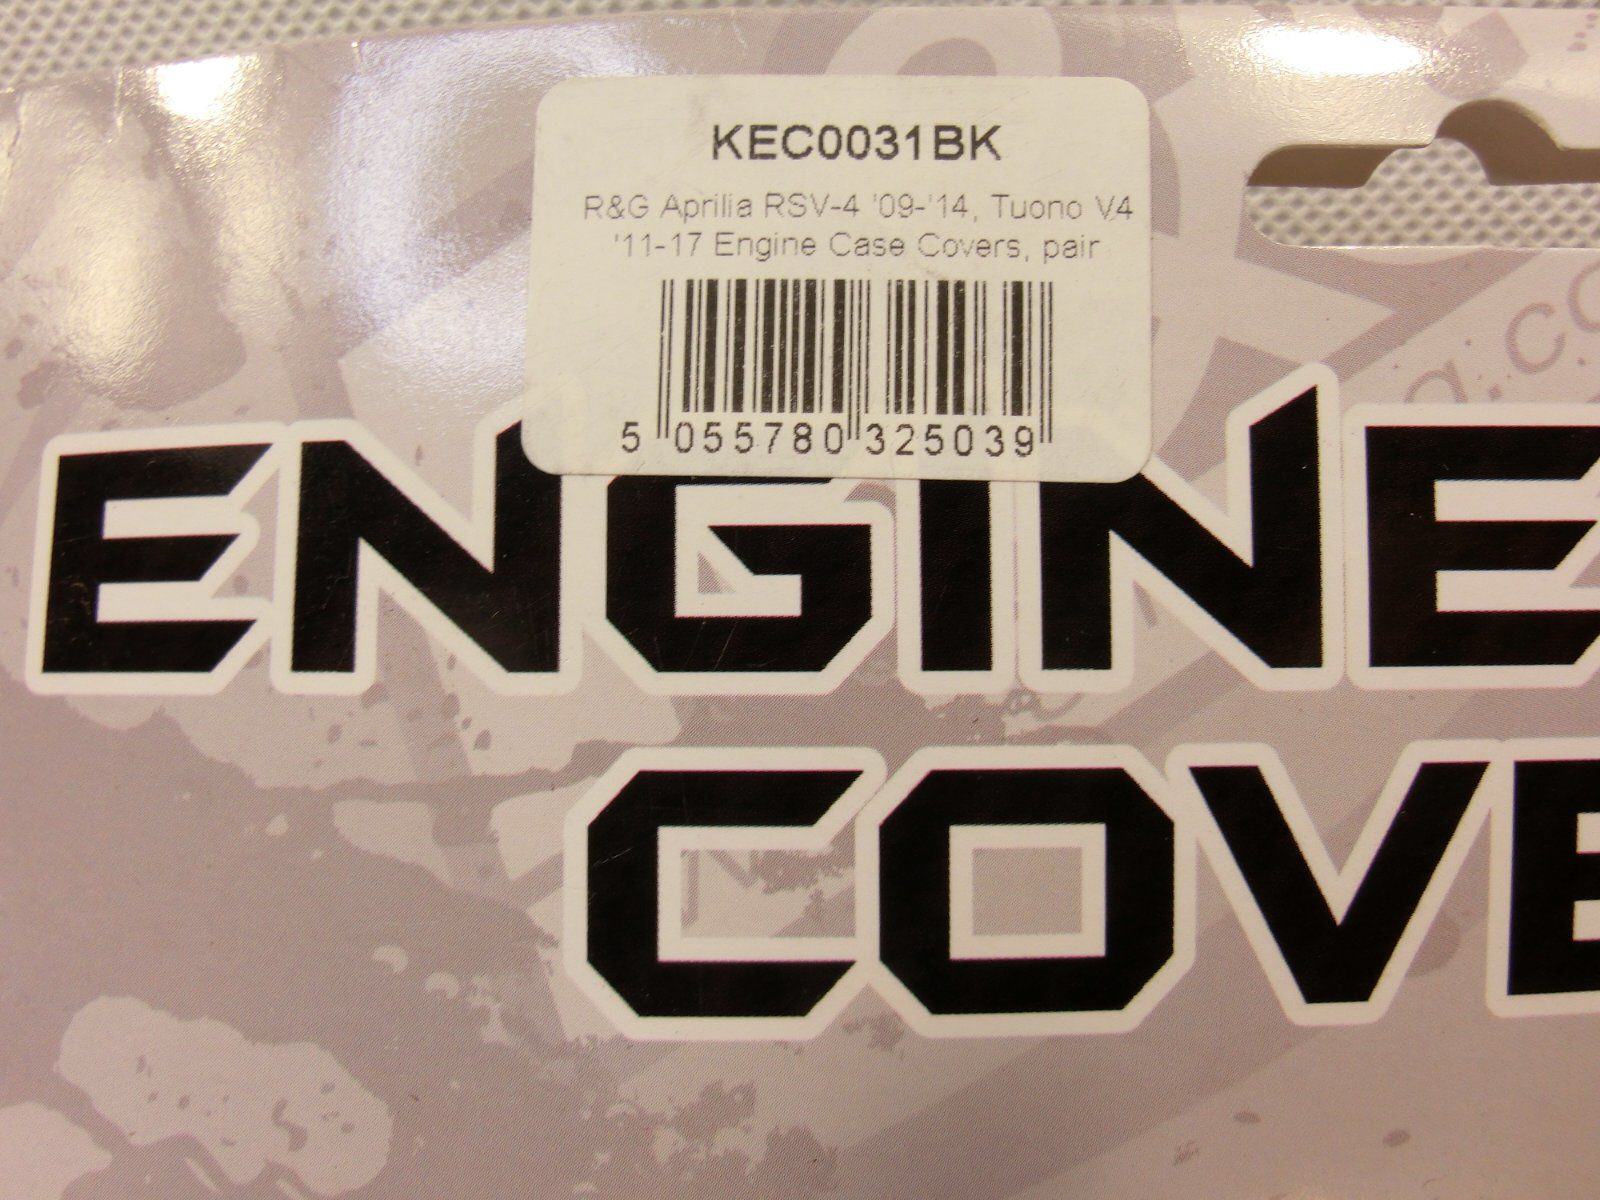 KEC0031BK
R&G Aprilia RSV-4 '09-'14, Tuono V4
'11-17 Engine Case Covers, pair
5 055780 325039
g.co
ENGINE
COVE